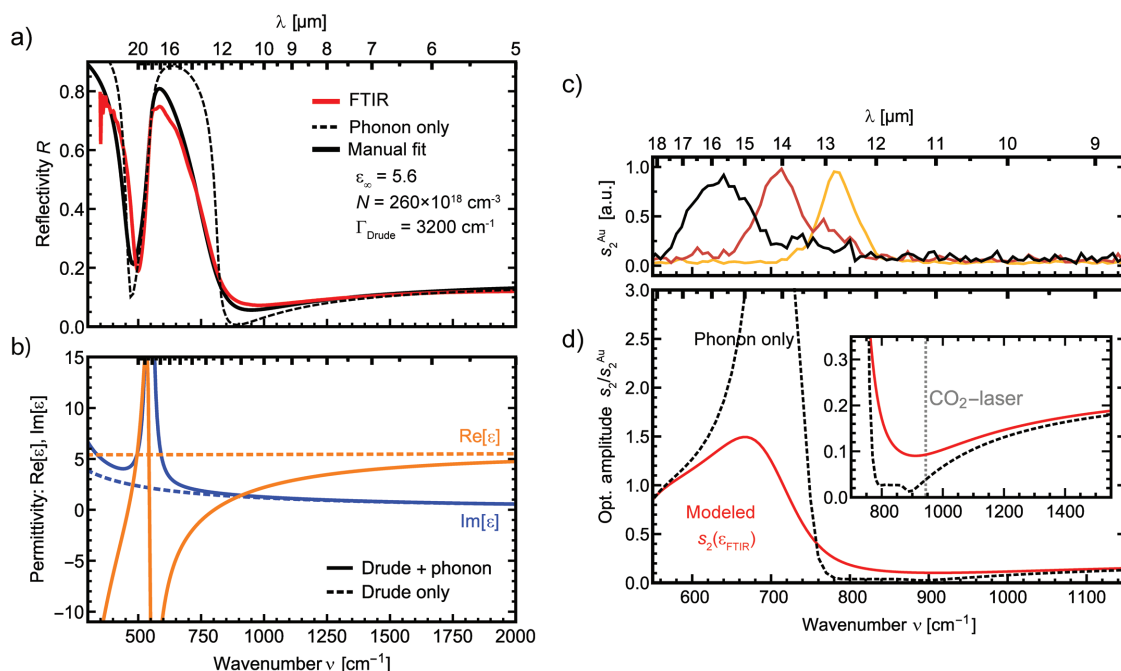 a)
λ [µm]
20 16 12 10 9 8 7 6 5
Reflectivity R
0.8
0.6
0.4
0.2
0.0
FTIR
Phonon only
Manual fit
ε∞ = 5.6
N = 260×10¹⁸ cm⁻³
Γ_Drude = 3200 cm⁻¹
b)
Permittivity: Re[ε], Im[ε]
15
10
5
0
−5
−10
Re[ε]
Im[ε]
Drude + phonon
Drude only
500 750 1000 1250 1500 1750 2000
Wavenumber ν [cm⁻¹]
c)
λ [µm]
18 17 16 15 14 13 12 11 10 9
s₂^Au [a.u.]
1.0
0.5
0.0
d)
Opt. amplitude s₂/s₂^Au
3.0
2.5
2.0
1.5
1.0
0.5
0.0
Phonon only
Modeled
s₂(ε_FTIR)
0.3
0.2
0.1
0.0
CO₂−laser
800 1000 1200 1400
600 700 800 900 1000 1100
Wavenumber ν [cm⁻¹]